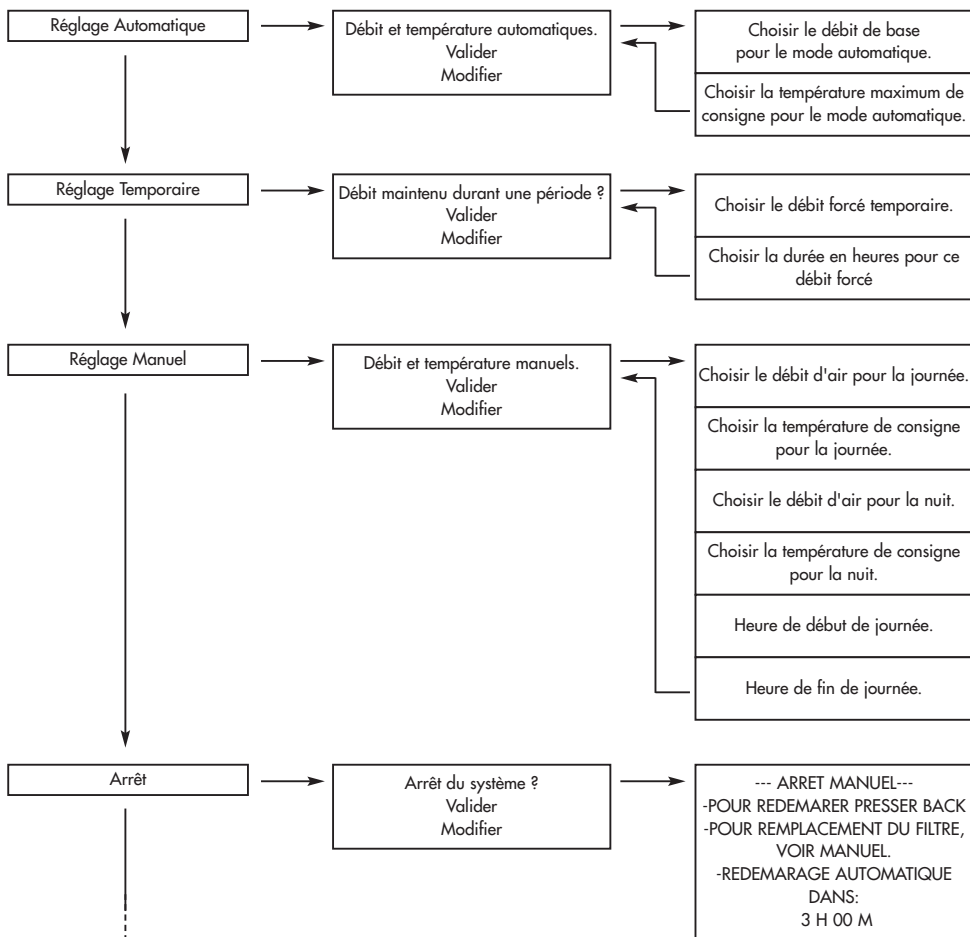 Réglage Automatique
Débit et température automatiques.
Valider
Modifier
Choisir le débit de base
pour le mode automatique.
Choisir la température maximum de
consigne pour le mode automatique.
Réglage Temporaire
Débit maintenu durant une période ?
Valider
Modifier
Choisir le débit forcé temporaire.
Choisir la durée en heures pour ce
débit forcé
Réglage Manuel
Débit et température manuels.
Valider
Modifier
Choisir le débit d'air pour la journée.
Choisir la température de consigne
pour la journée.
Choisir le débit d'air pour la nuit.
Choisir la température de consigne
pour la nuit.
Heure de début de journée.
Heure de fin de journée.
Arrêt
Arrêt du système ?
Valider
Modifier
--- ARRET MANUEL---
-POUR REDEMARER PRESSER BACK
-POUR REMPLACEMENT DU FILTRE,
VOIR MANUEL.
-REDEMARAGE AUTOMATIQUE
DANS:
3 H 00 M